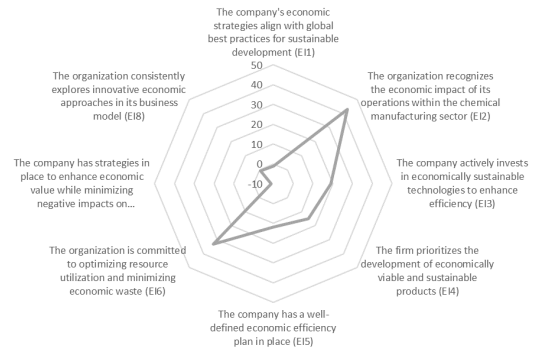 The company's economic
strategies align with global
best practices for sustainable
development (EI1)
50
40
30
20
10
0
-10
The organization recognizes
the economic impact of its
operations within the chemical
manufacturing sector (EI2)
The company actively invests
in economically sustainable
technologies to enhance
efficiency (EI3)
The firm prioritizes the
development of economically
viable and sustainable
products (EI4)
The company has a well-
defined economic efficiency
plan in place (EI5)
The organization is committed
to optimizing resource
utilization and minimizing
economic waste (EI6)
The company has strategies in
place to enhance economic
value while minimizing
negative impacts on...
The organization consistently
explores innovative economic
approaches in its business
model (EI8)